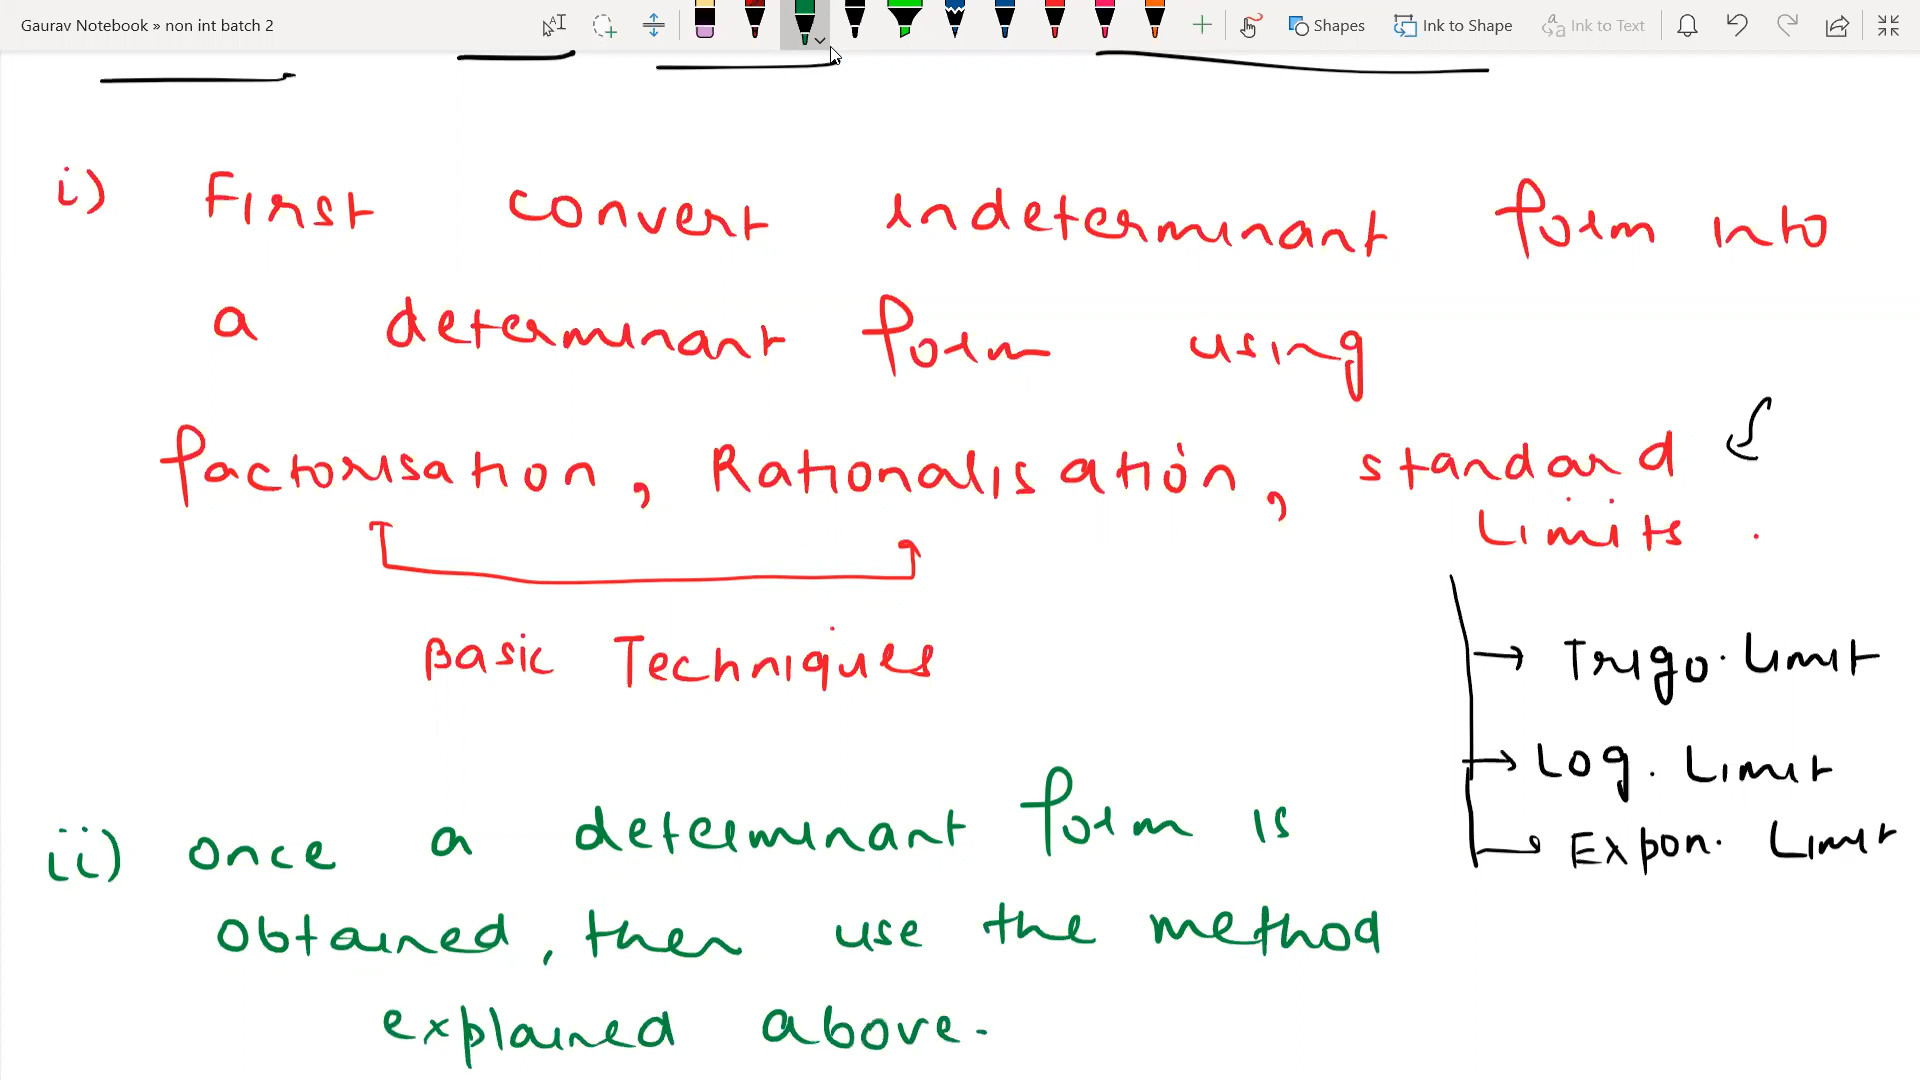 Gaurav Notebook » non int batch 2
Shapes
Ink to Shape
Ink to Text
i) First convert indeterminant form into
a determinant form using
factorisation, Rationalisation, standard
Limits.
Basic Techniques
→ Trigo. Limit
→ Log. Limit
→ Expon. Limit
ii) once a determinant form is
obtained, then use the method
explained above.